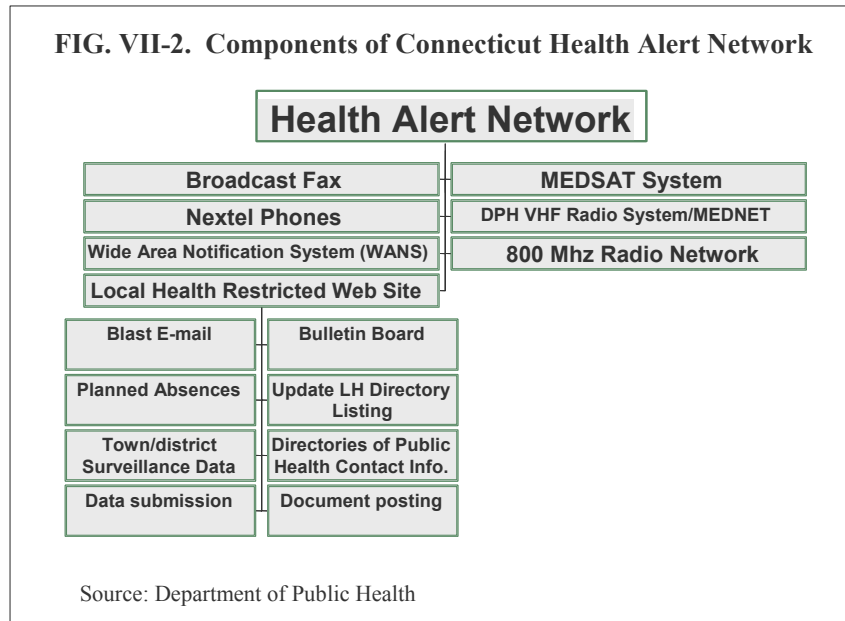 FIG. VII-2. Components of Connecticut Health Alert Network
Health Alert Network
Broadcast Fax
MEDSAT System
Nextel Phones
DPH VHF Radio System/MEDNET
Wide Area Notification System (WANS)
800 Mhz Radio Network
Local Health Restricted Web Site
Blast E-mail
Bulletin Board
Planned Absences
Update LH Directory
Listing
Town/district
Surveillance Data
Directories of Public
Health Contact Info.
Data submission
Document posting
Source: Department of Public Health